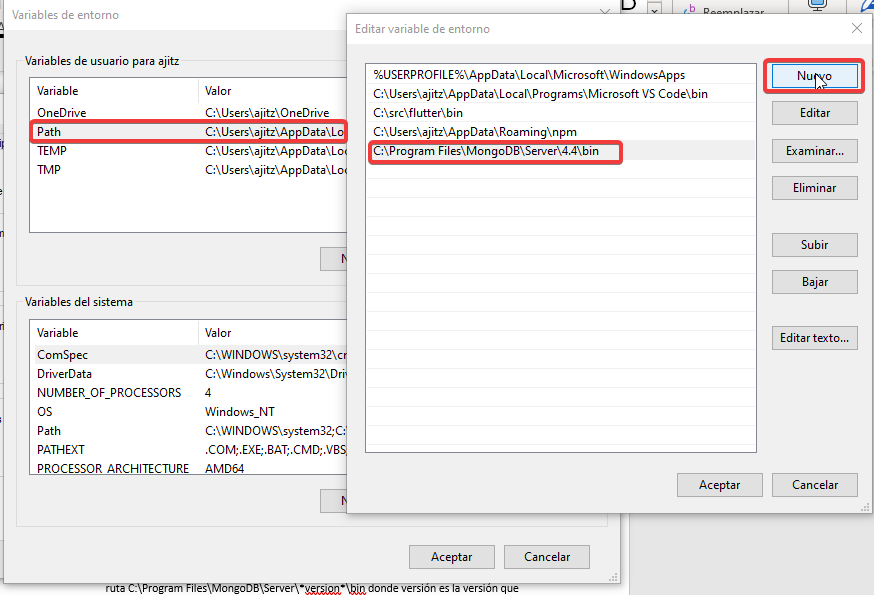 Reemplazar
Variables de entorno
Variables de usuario para ajitz
Variable Valor
OneDrive C:\Users\ajitz\OneDrive
Path C:\Users\ajitz\AppData\Lo
TEMP C:\Users\ajitz\AppData\Loc
TMP C:\Users\ajitz\AppData\Loc
N
Variables del sistema
Variable Valor
ComSpec C:\WINDOWS\system32\cr
DriverData C:\Windows\System32\Driv
NUMBER_OF_PROCESSORS 4
OS Windows_NT
Path C:\WINDOWS\system32;C:
PATHEXT .COM;.EXE;.BAT;.CMD;.VBS
PROCESSOR_ARCHITECTURE AMD64
N
Aceptar Cancelar
Editar variable de entorno
%USERPROFILE%\AppData\Local\Microsoft\WindowsApps
C:\Users\ajitz\AppData\Local\Programs\Microsoft VS Code\bin
C:\src\flutter\bin
C:\Users\ajitz\AppData\Roaming\npm
C:\Program Files\MongoDB\Server\4.4\bin
Nuevo
Editar
Examinar...
Eliminar
Subir
Bajar
Editar texto...
Aceptar Cancelar
ruta C:\Program Files\MongoDB\Server\*version*\bin donde versión es la versión que